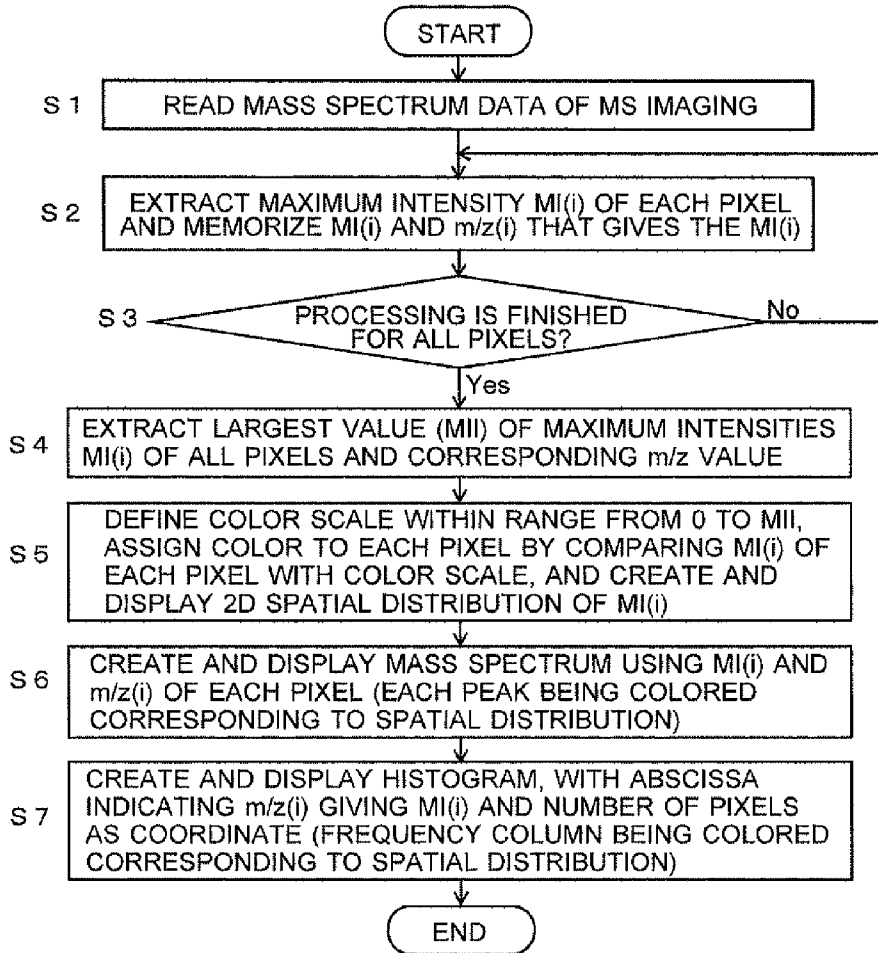 START
S 1
READ MASS SPECTRUM DATA OF MS IMAGING
S 2
EXTRACT MAXIMUM INTENSITY MI(i) OF EACH PIXEL
AND MEMORIZE MI(i) AND m/z(i) THAT GIVES THE MI(i)
S 3
PROCESSING IS FINISHED
FOR ALL PIXELS?
No
Yes
S 4
EXTRACT LARGEST VALUE (MII) OF MAXIMUM INTENSITIES
MI(i) OF ALL PIXELS AND CORRESPONDING m/z VALUE
S 5
DEFINE COLOR SCALE WITHIN RANGE FROM 0 TO MII,
ASSIGN COLOR TO EACH PIXEL BY COMPARING MI(i) OF
EACH PIXEL WITH COLOR SCALE, AND CREATE AND
DISPLAY 2D SPATIAL DISTRIBUTION OF MI(i)
S 6
CREATE AND DISPLAY MASS SPECTRUM USING MI(i) AND
m/z(i) OF EACH PIXEL (EACH PEAK BEING COLORED
CORRESPONDING TO SPATIAL DISTRIBUTION)
S 7
CREATE AND DISPLAY HISTOGRAM, WITH ABSCISSA
INDICATING m/z(i) GIVING MI(i) AND NUMBER OF PIXELS
AS COORDINATE (FREQUENCY COLUMN BEING COLORED
CORRESPONDING TO SPATIAL DISTRIBUTION)
END